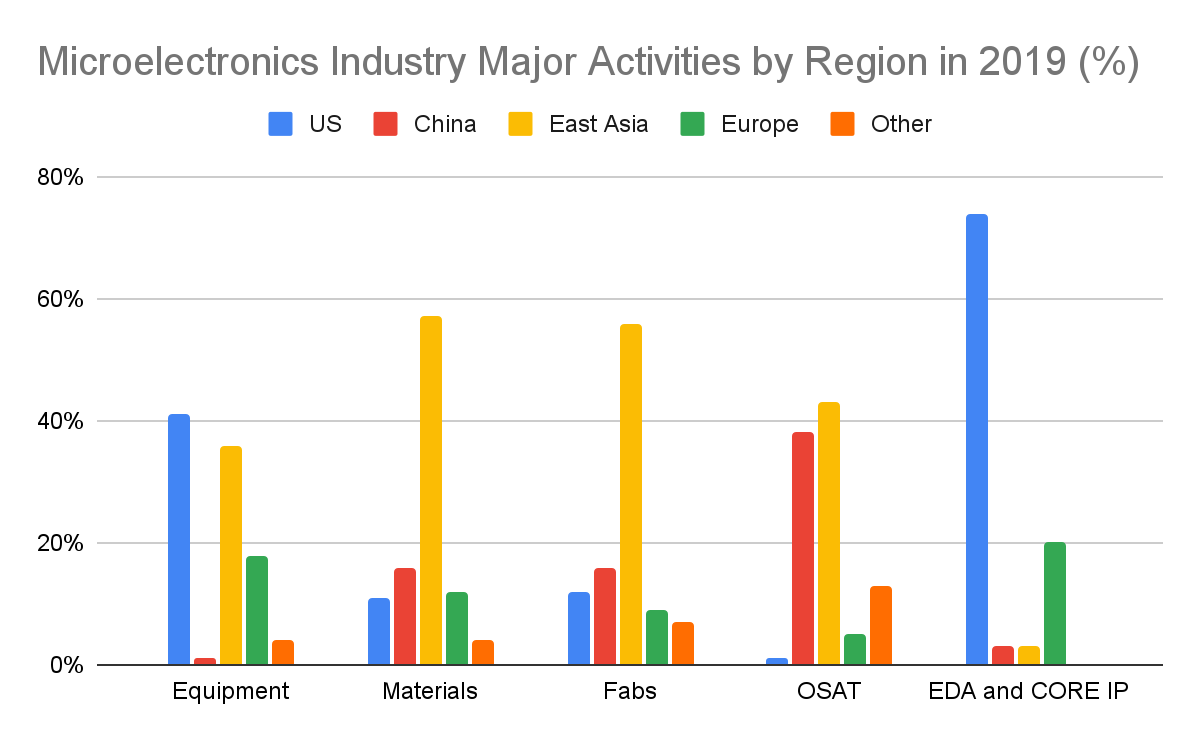 Microelectronics Industry Major Activities by Region in 2019 (%)
US China East Asia Europe Other
80%
60%
40%
20%
0%
Equipment Materials Fabs OSAT EDA and CORE IP